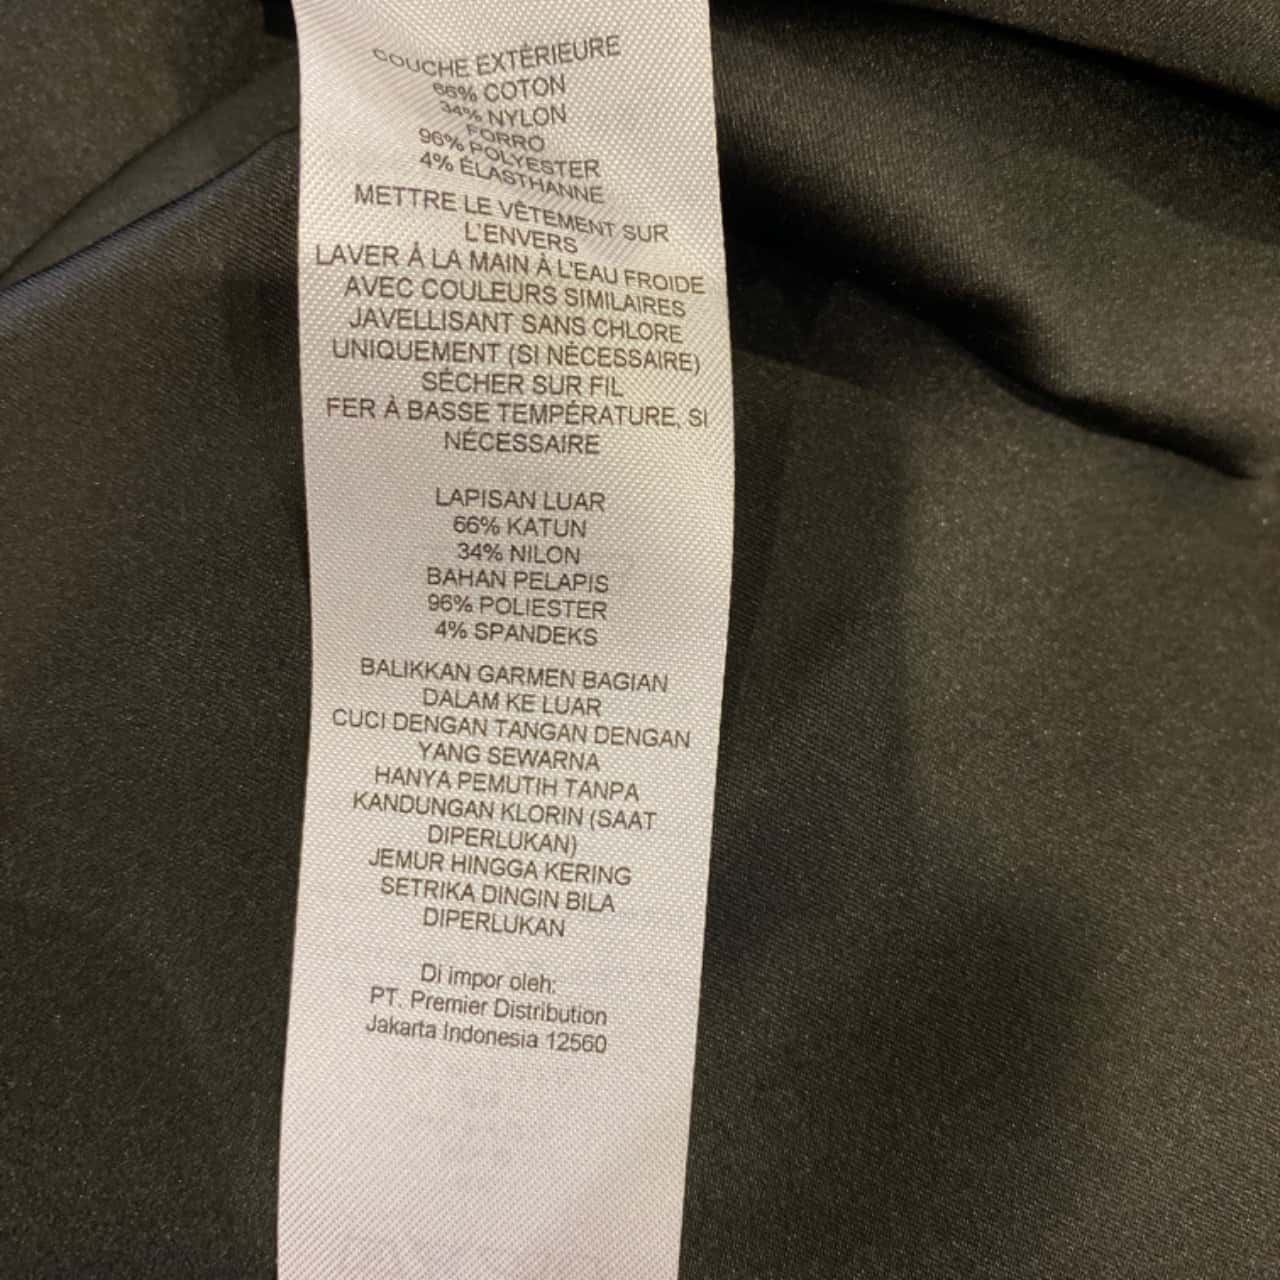 COUCHE EXTÉRIEURE
66% COTON
34% NYLON
FORRO
96% POLYESTER
4% ÉLASTHANNE
METTRE LE VÊTEMENT SUR
L'ENVERS
LAVER À LA MAIN À L'EAU FROIDE
AVEC COULEURS SIMILAIRES
JAVELLISANT SANS CHLORE
UNIQUEMENT (SI NÉCESSAIRE)
SÉCHER SUR FIL
FER À BASSE TEMPÉRATURE, SI
NÉCESSAIRE
LAPISAN LUAR
66% KATUN
34% NILON
BAHAN PELAPIS
96% POLIESTER
4% SPANDEKS
BALIKKAN GARMEN BAGIAN
DALAM KE LUAR
CUCI DENGAN TANGAN DENGAN
YANG SEWARNA
HANYA PEMUTIH TANPA
KANDUNGAN KLORIN (SAAT
DIPERLUKAN)
JEMUR HINGGA KERING
SETRIKA DINGIN BILA
DIPERLUKAN
Di impor oleh:
PT. Premier Distribution
Jakarta Indonesia 12560